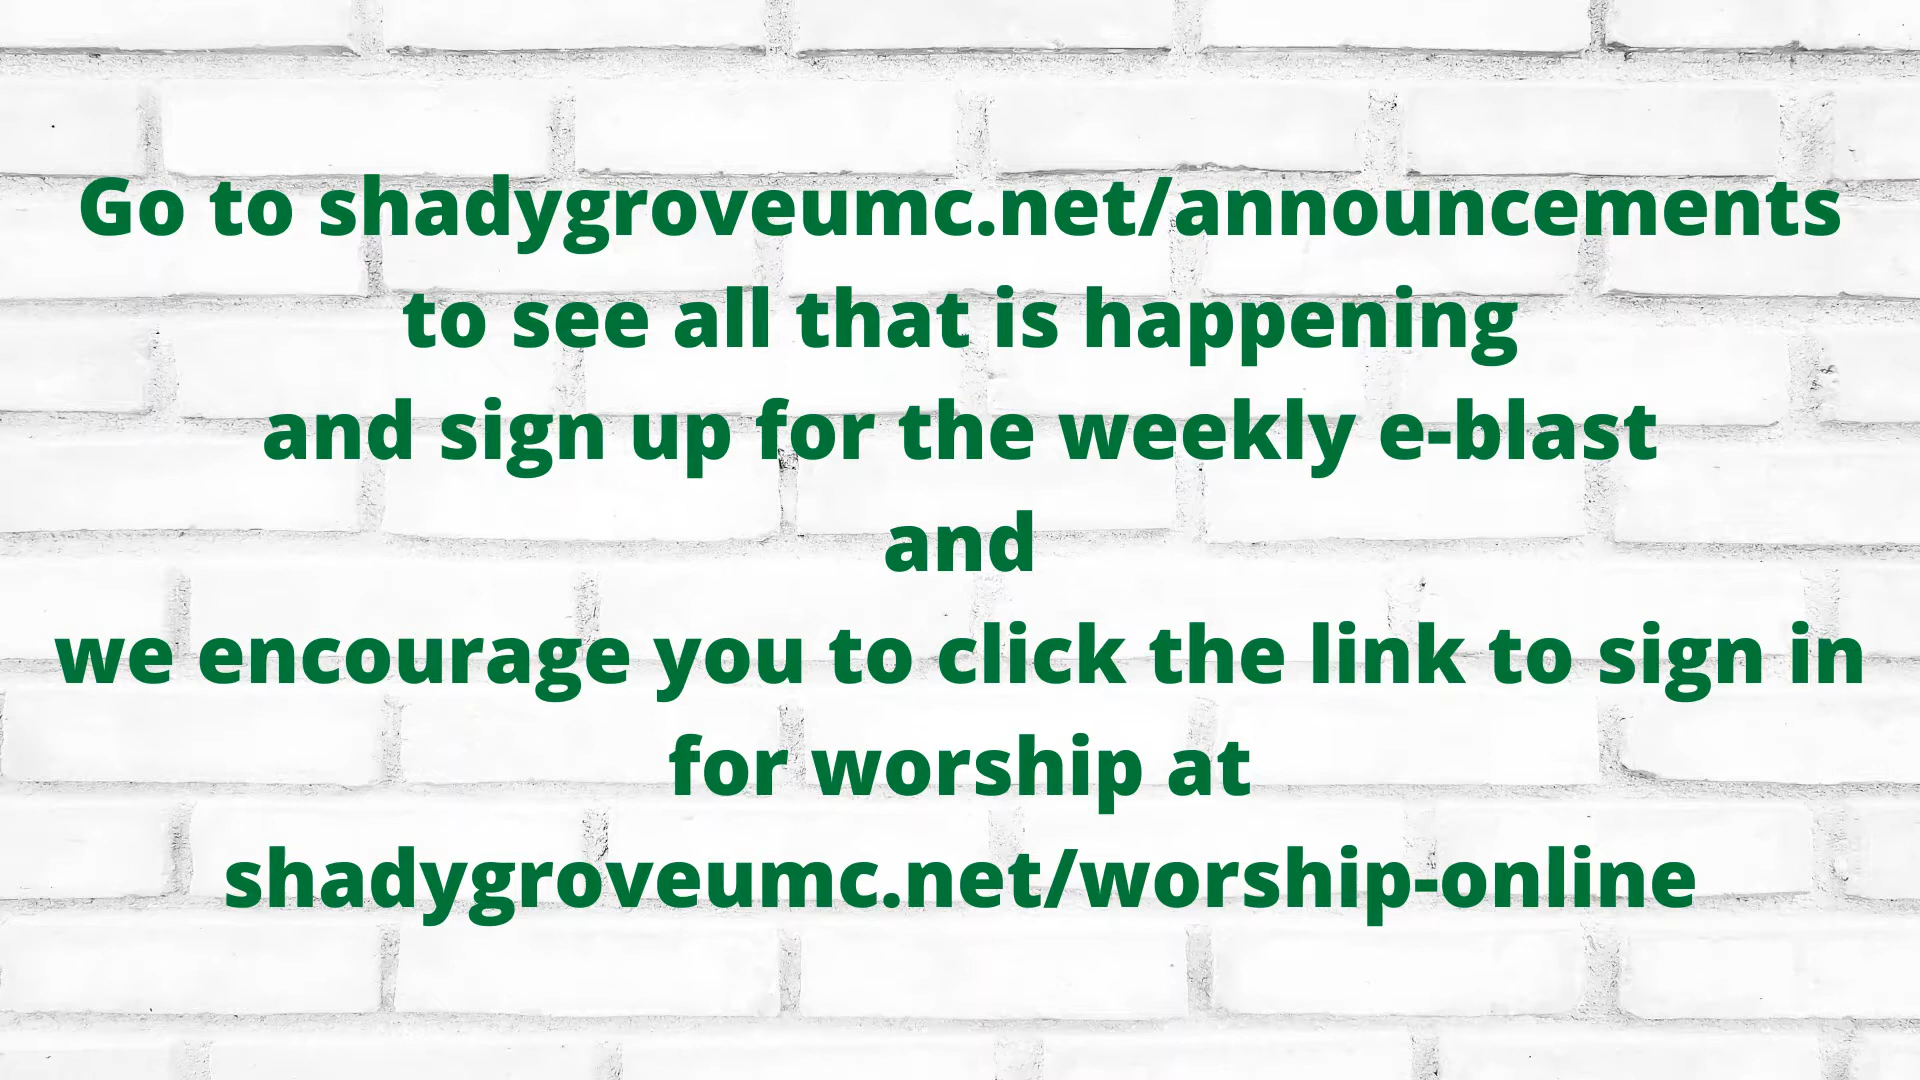 Go to shadygroveumc.net/announcements
to see all that is happening
and sign up for the weekly e-blast
and
we encourage you to click the link to sign in
for worship at
shadygroveumc.net/worship-online